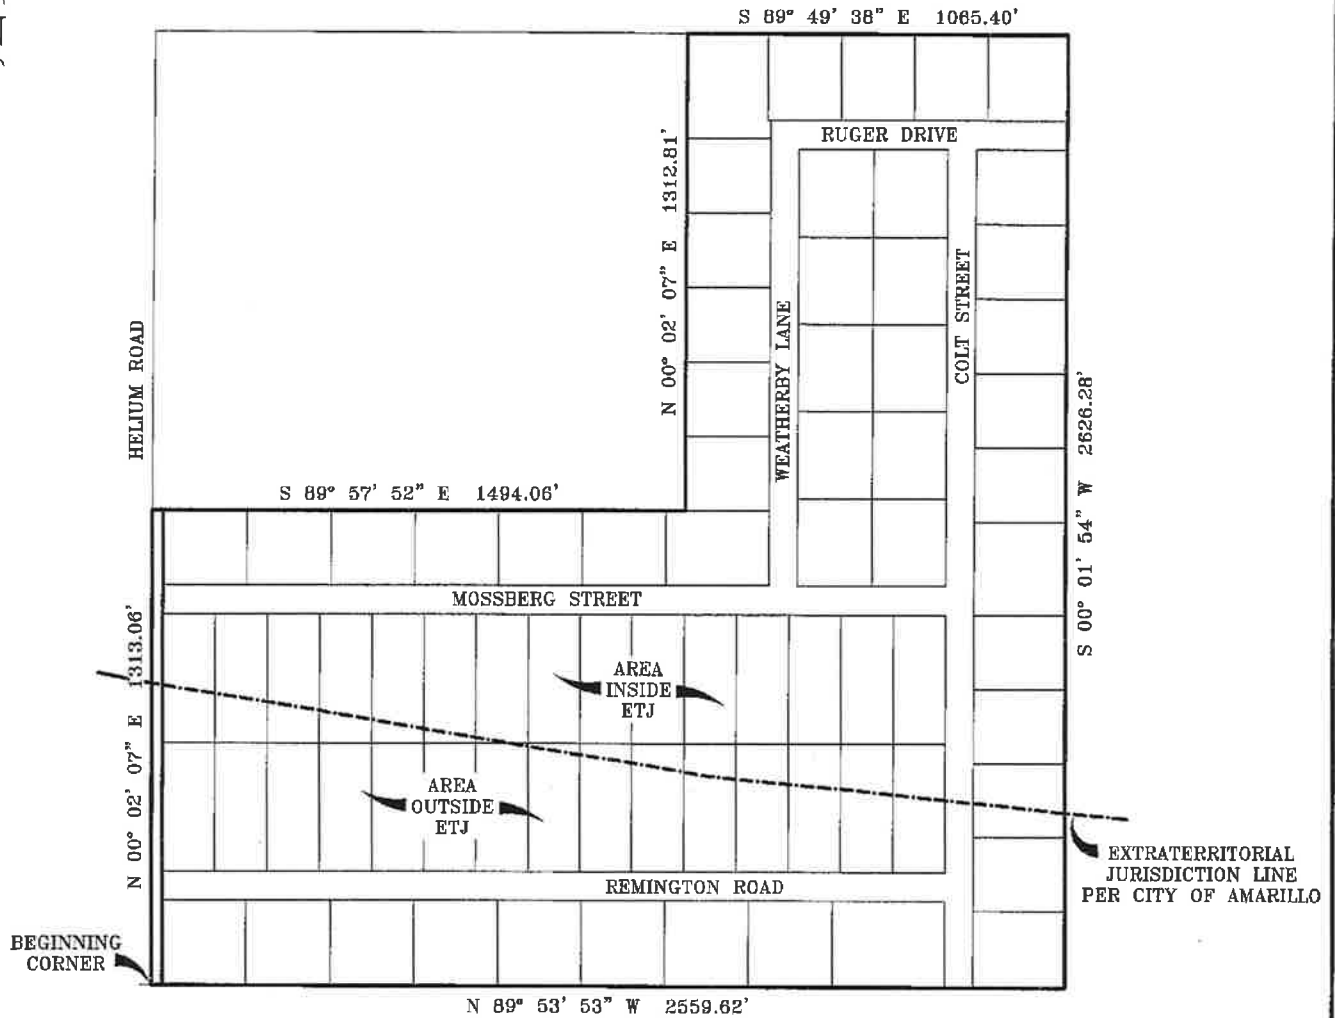 S 89° 49' 38" E 1065.40'
RUGER DRIVE
N 00° 02' 07" E 1312.81'
WEATHERBY LANE
COLT STREET
HELIUM ROAD
S 00° 01' 54" W 2626.28'
S 89° 57' 52" E 1494.06'
MOSSBERG STREET
N 00° 02' 07" E 1313.06'
AREA
INSIDE
ETJ
AREA
OUTSIDE
ETJ
EXTRATERRITORIAL
JURISDICTION LINE
PER CITY OF AMARILLO
REMINGTON ROAD
BEGINNING
CORNER
N 89° 53' 53" W 2559.62'